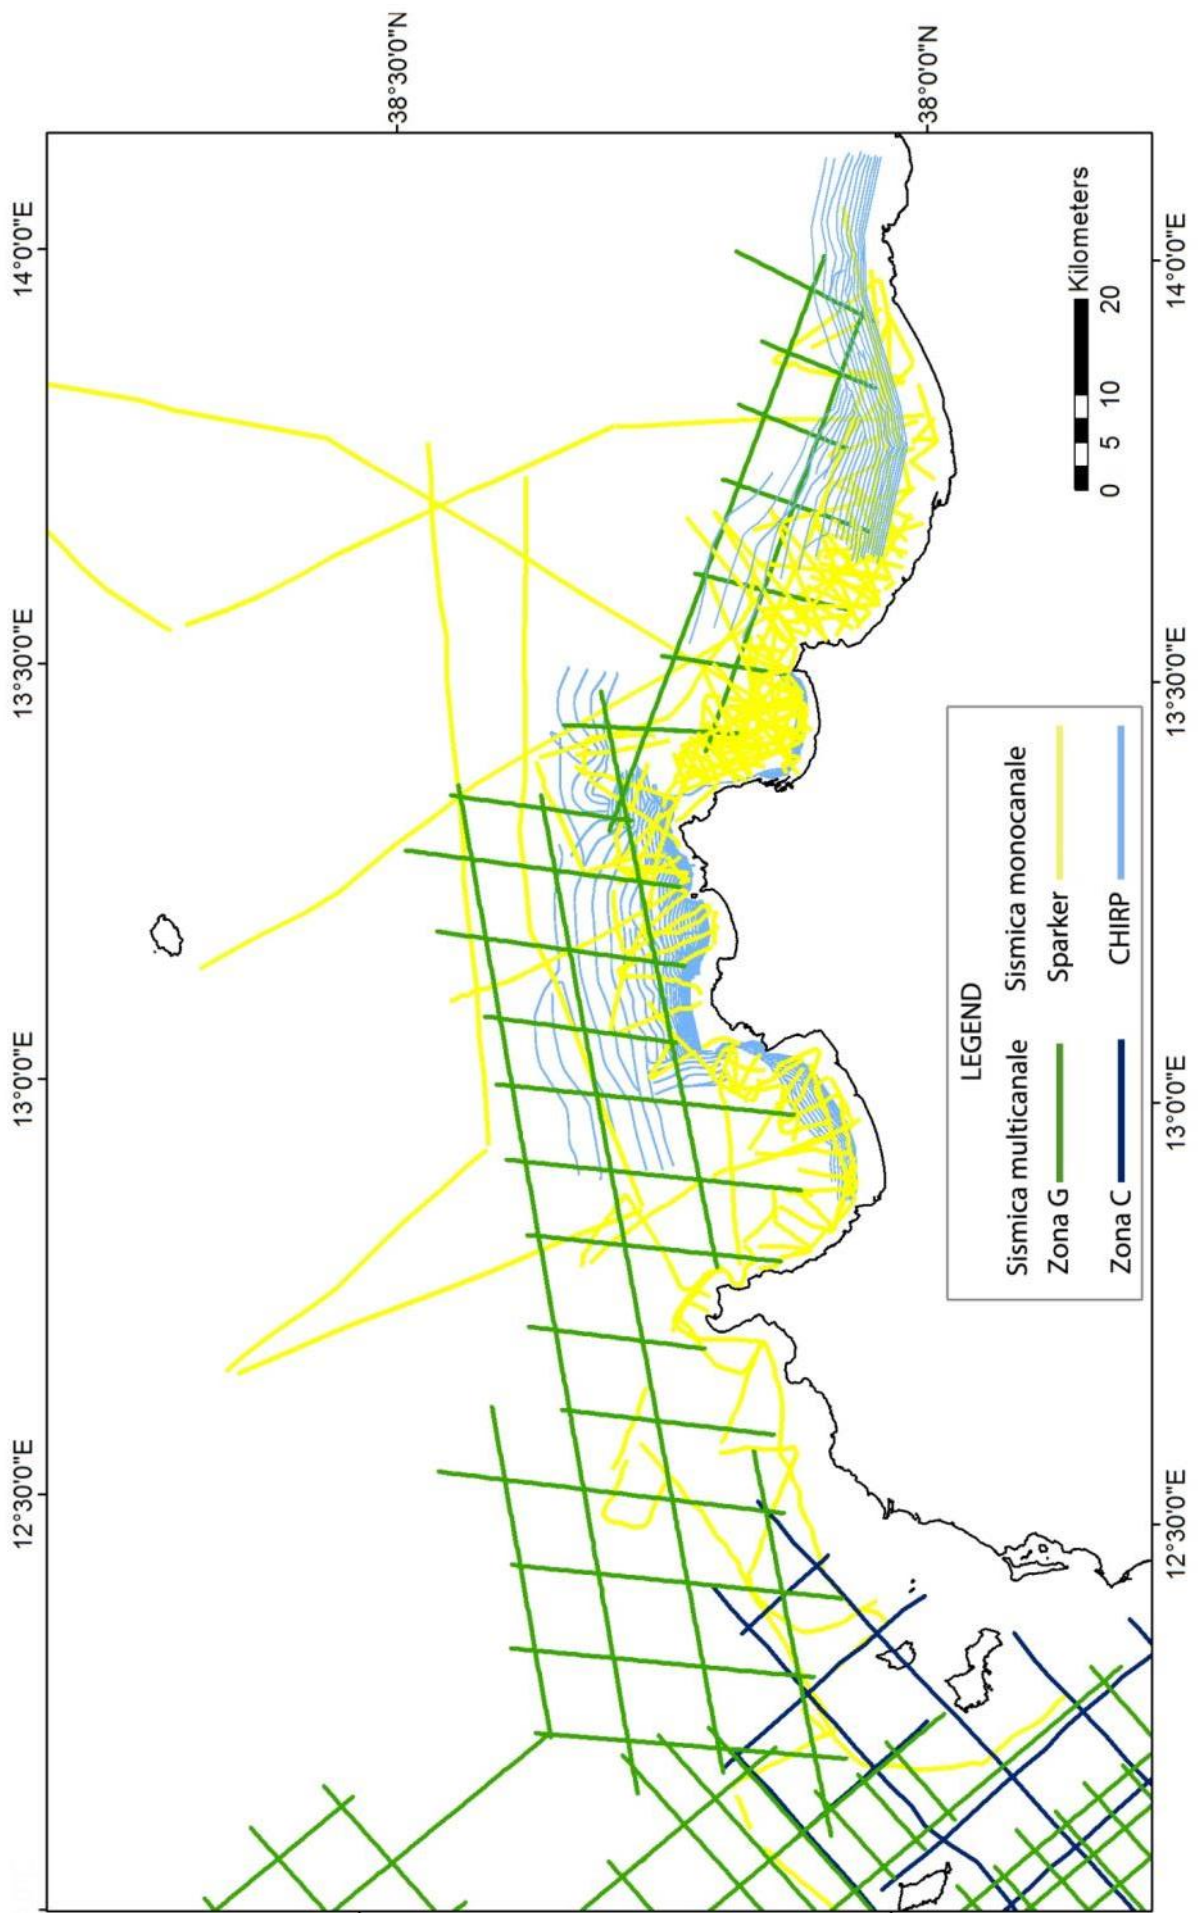 12°30'0"E
13°0'0"E
13°30'0"E
14°0'0"E
38°30'0"N
38°0'0"N
LEGEND
Sismica multicanale
Sismica monocanale
Zona G
Sparker
Zona C
CHIRP
0 5 10 20
Kilometers
12°30'0"E
13°0'0"E
13°30'0"E
14°0'0"E